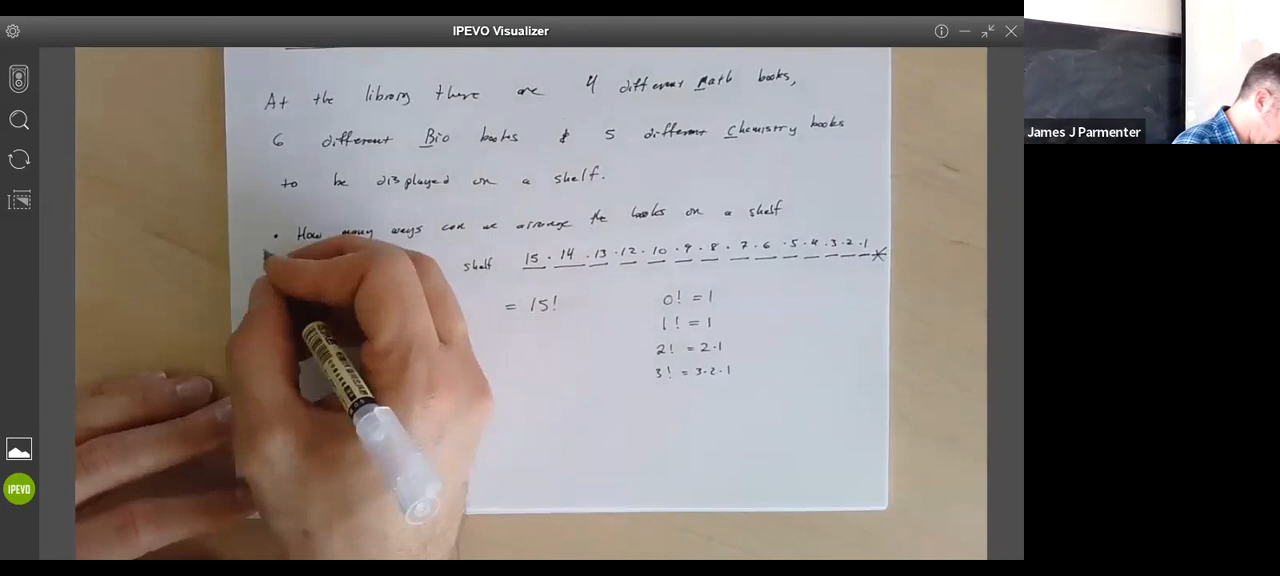 IPEVO Visualizer
At the library there are 4 different Math books,
6 different Bio books & 5 different Chemistry books
to be displayed on a shelf.
• How many ways can we arrange the books on a shelf
shelf 15 · 14 · 13 · 12 · 10 · 9 · 8 · 7 · 6 · 5 · 4 · 3 · 2 · 1
= 15!
0! = 1
1! = 1
2! = 2·1
3! = 3·2·1
James J Parmenter
IPEVO